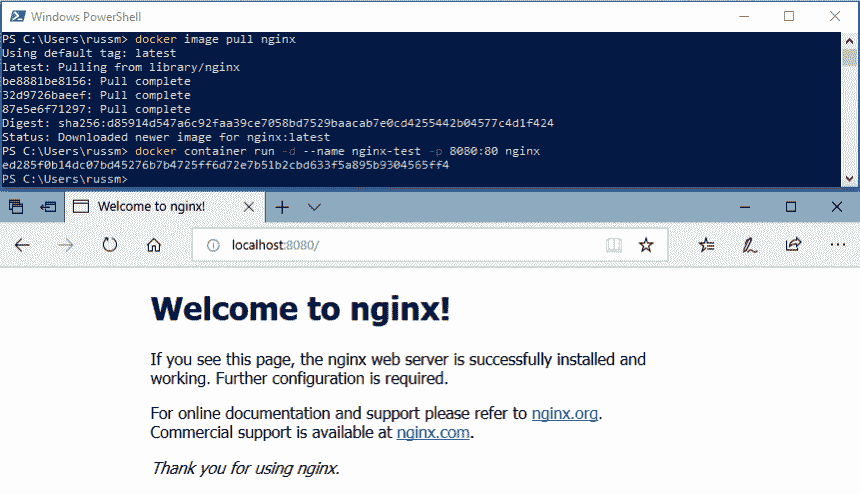 Windows PowerShell
PS C:\Users\russm> docker image pull nginx
Using default tag: latest
latest: Pulling from library/nginx
be8881be8156: Pull complete
32d9726baeef: Pull complete
87e5e6f71297: Pull complete
Digest: sha256:d85914d547a6c92faa39ce7058bd7529baacab7e0cd4255442b04577c4d1f424
Status: Downloaded newer image for nginx:latest
PS C:\Users\russm> docker container run -d --name nginx-test -p 8080:80 nginx
ed285f0b14dc07bd45276b7b4725ff6d72e7b51b2cbd633f5a895b9304565ff4
PS C:\Users\russm>
Welcome to nginx!
localhost:8080/
Welcome to nginx!
If you see this page, the nginx web server is successfully installed and
working. Further configuration is required.
For online documentation and support please refer to nginx.org.
Commercial support is available at nginx.com.
Thank you for using nginx.